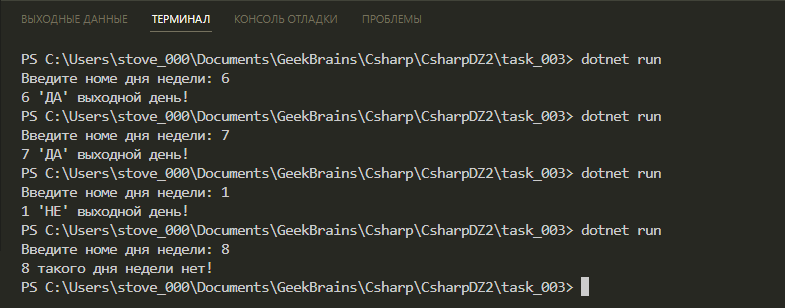 ВЫХОДНЫЕ ДАННЫЕ ТЕРМИНАЛ КОНСОЛЬ ОТЛАДКИ ПРОБЛЕМЫ
PS C:\Users\stove_000\Documents\GeekBrains\Csharp\CsharpDZ2\task_003> dotnet run
Введите номе дня недели: 6
6 'ДА' выходной день!
PS C:\Users\stove_000\Documents\GeekBrains\Csharp\CsharpDZ2\task_003> dotnet run
Введите номе дня недели: 7
7 'ДА' выходной день!
PS C:\Users\stove_000\Documents\GeekBrains\Csharp\CsharpDZ2\task_003> dotnet run
Введите номе дня недели: 1
1 'НЕ' выходной день!
PS C:\Users\stove_000\Documents\GeekBrains\Csharp\CsharpDZ2\task_003> dotnet run
Введите номе дня недели: 8
8 такого дня недели нет!
PS C:\Users\stove_000\Documents\GeekBrains\Csharp\CsharpDZ2\task_003>